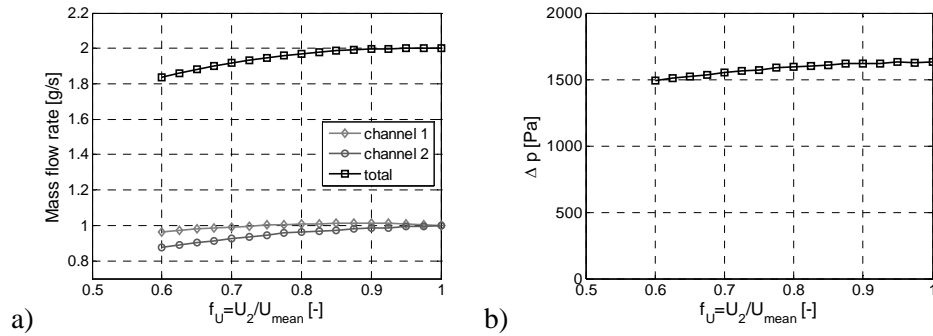 2.2
2
1.8
1.6
1.4
1.2
1
0.8
Mass flow rate [g/s]
channel 1
channel 2
total
0.5 0.6 0.7 0.8 0.9 1
f_U=U_2/U_mean [-]
a)
2000
1500
1000
500
0
Δ p [Pa]
0.5 0.6 0.7 0.8 0.9 1
f_U=U_2/U_mean [-]
b)